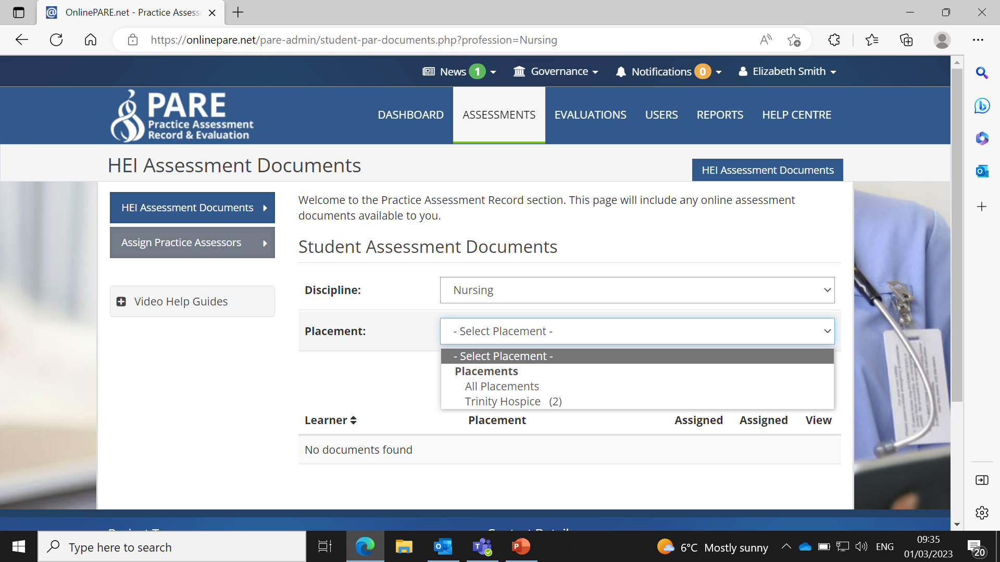 OnlinePARE.net - Practice Assess
https://onlinepare.net/pare-admin/student-par-documents.php?profession=Nursing
News 1 Governance Notifications 0 Elizabeth Smith
PARE
Practice Assessment
Record & Evaluation
DASHBOARD ASSESSMENTS EVALUATIONS USERS REPORTS HELP CENTRE
HEI Assessment Documents
HEI Assessment Documents
HEI Assessment Documents
Assign Practice Assessors
Video Help Guides
Welcome to the Practice Assessment Record section. This page will include any online assessment
documents available to you.
Student Assessment Documents
Discipline: Nursing
Placement: - Select Placement -
- Select Placement -
Placements
All Placements
Trinity Hospice (2)
Learner Placement Assigned Assigned View
No documents found
Type here to search
6°C Mostly sunny
ENG
09:35
01/03/2023
20